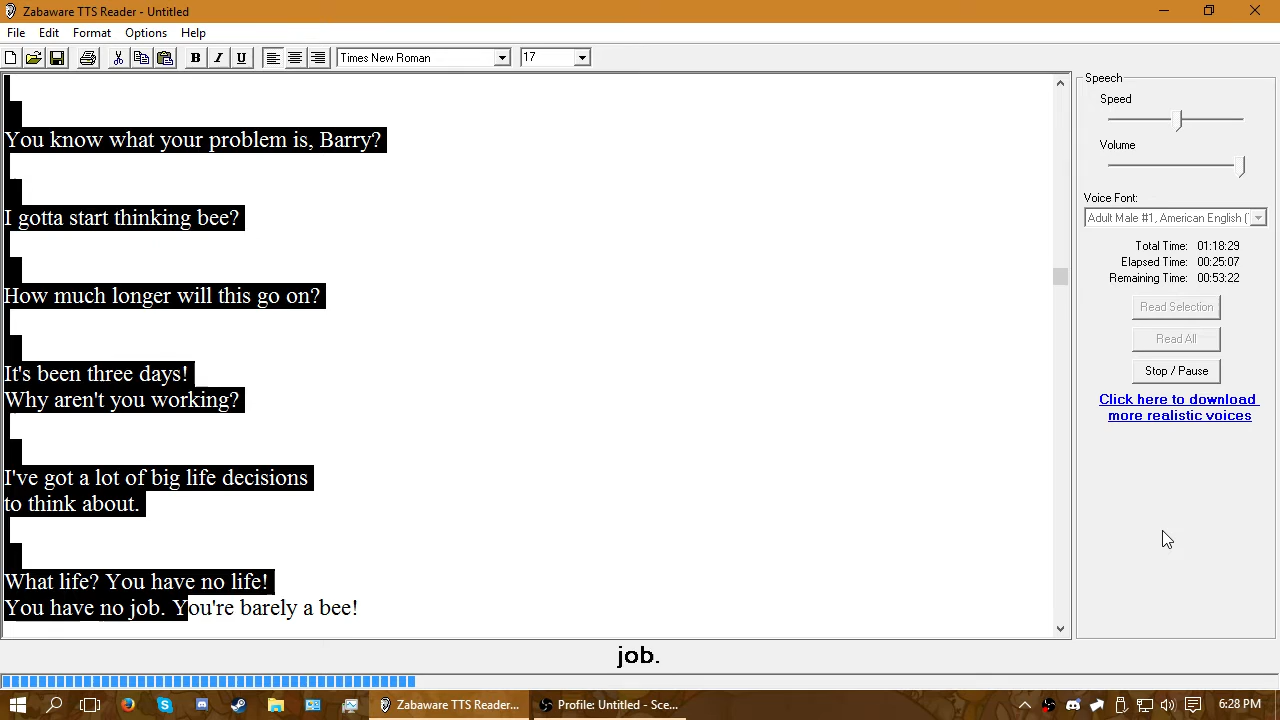 Zabaware TTS Reader - Untitled
File Edit Format Options Help
B I U Times New Roman 17
You know what your problem is, Barry?
I gotta start thinking bee?
How much longer will this go on?
It's been three days!
Why aren't you working?
I've got a lot of big life decisions
to think about.
What life? You have no life!
You have no job. You're barely a bee!
Speech
Speed
Volume
Voice Font:
Adult Male #1, American English (
Total Time: 01:18:29
Elapsed Time: 00:25:07
Remaining Time: 00:53:22
Read Selection
Read All
Stop / Pause
Click here to download
more realistic voices
job.
Zabaware TTS Reader... Profile: Untitled - Sce... 6:28 PM